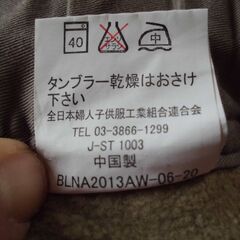 40
中
タンブラー乾燥はおさけ
下さい
全日本婦人子供服工業組合連合会
TEL 03-3866-1299
J-ST 1003
中国製
BLNA2013AW-06-20